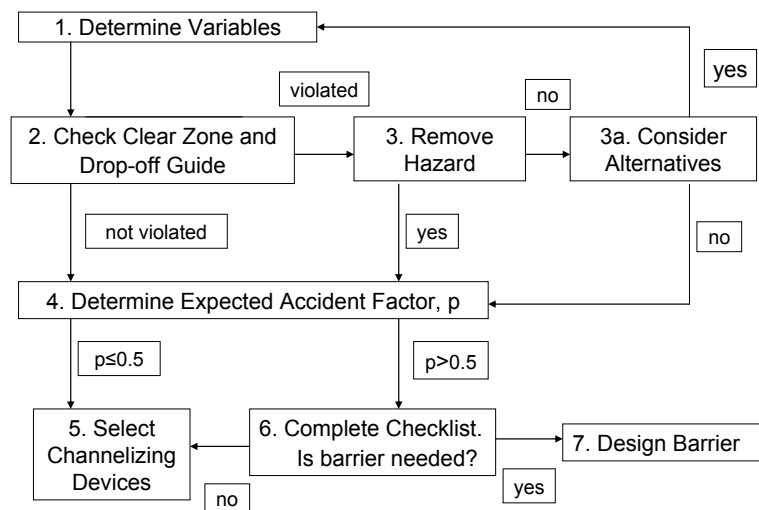 1. Determine Variables
yes
violated
no
2. Check Clear Zone and
Drop-off Guide
3. Remove
Hazard
3a. Consider
Alternatives
not violated
yes
no
4. Determine Expected Accident Factor, p
p≤0.5
p>0.5
5. Select
Channelizing
Devices
6. Complete Checklist.
Is barrier needed?
7. Design Barrier
no
yes